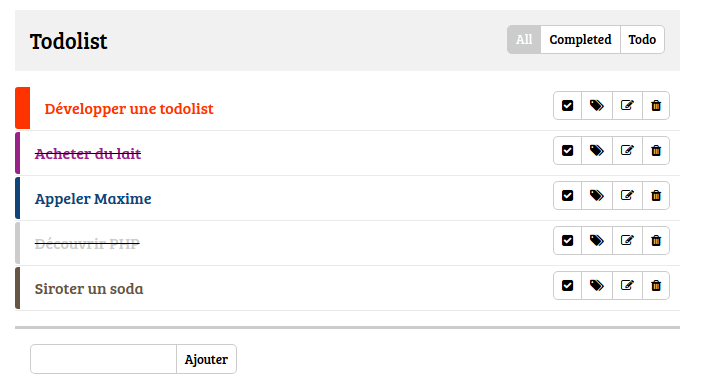 Todolist
All Completed Todo
Développer une todolist
Acheter du lait
Appeler Maxime
Découvrir PHP
Siroter un soda
Ajouter